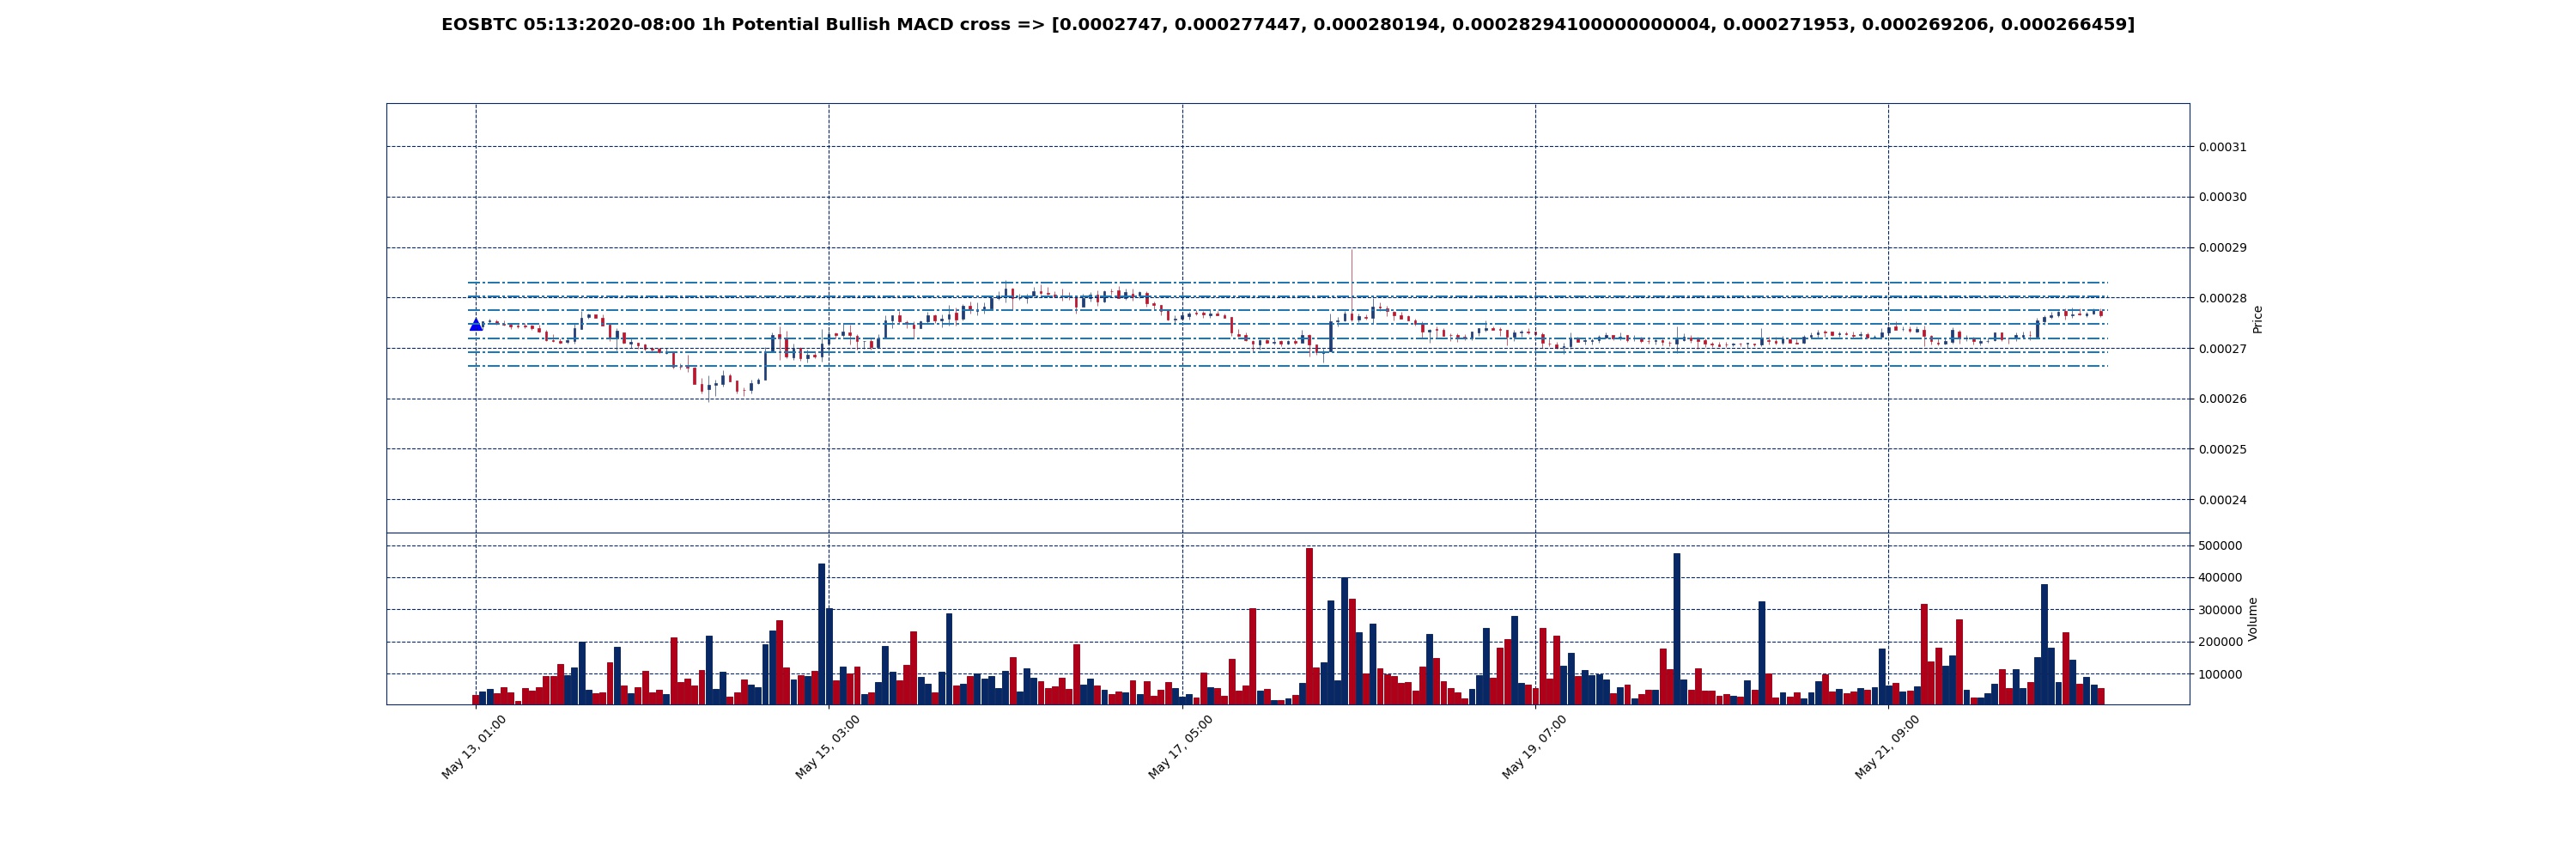 EOSBTC 05:13:2020-08:00 1h Potential Bullish MACD cross => [0.0002747, 0.000277447, 0.000280194, 0.00028294100000000004, 0.000271953, 0.000269206, 0.000266459]
0.00031
0.00030
0.00029
0.00028
0.00027
0.00026
0.00025
0.00024
Price
500000
400000
300000
200000
100000
Volume
May 13, 01:00
May 15, 03:00
May 17, 05:00
May 19, 07:00
May 21, 09:00